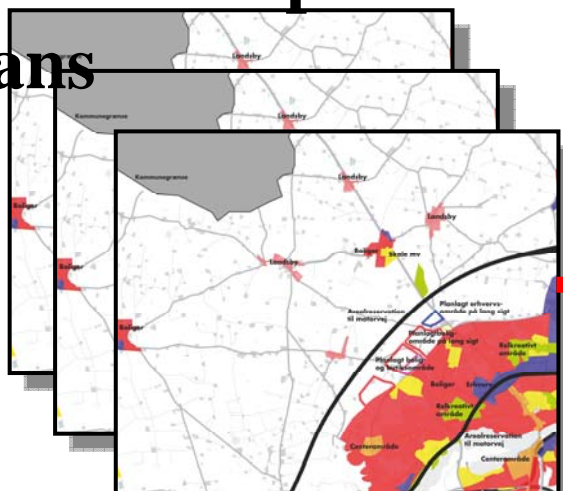 ans
Landsby
Boliger
Kommunegrænse
Landsby
Boliger
Kommunegrænse
Landsby
Landsby
Boliger
Skole mv
Landsby
Planlagt erhvervs-
område på lang sigt
Arealreservation
til motorvej
Boliger
Planlagt bolig-
område på lang sigt
Rekreativt
område
Planlagt bolig-
og butiksområde
Boliger
Erhverv
Rekreativt
område
Arealreservation
til motorvej
Centerområde
Centerområde